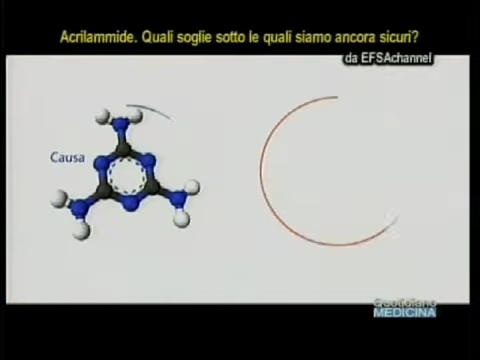 Acrilammide. Quali soglie sotto le quali siamo ancora sicuri?
da EFSAchannel
Causa
Quotidiano
MEDICINA